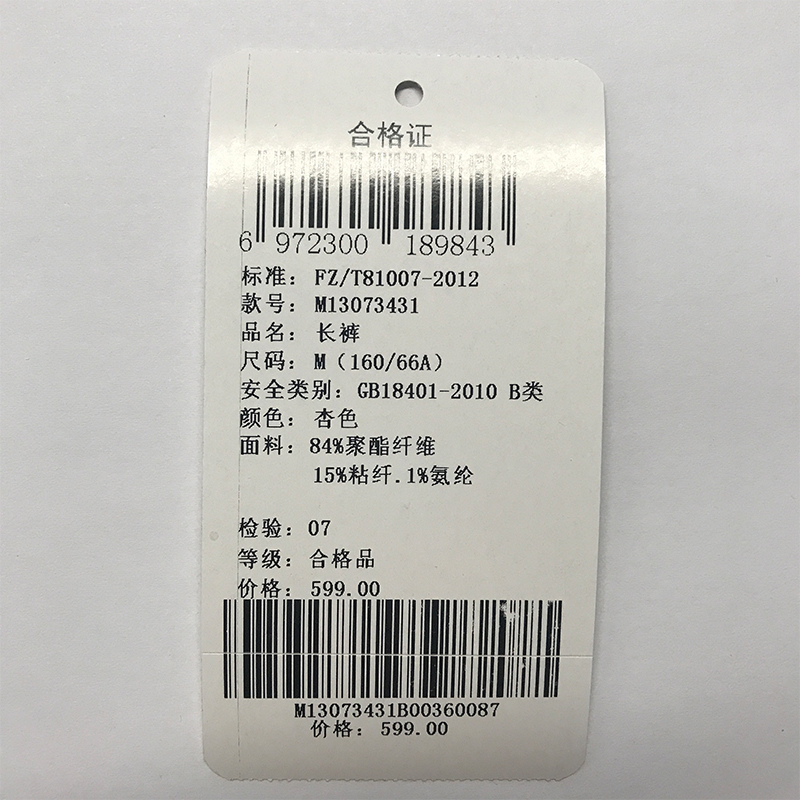 合格证
6 972300 189843
标准：FZ/T81007-2012
款号：M13073431
品名：长裤
尺码：M（160/66A）
安全类别：GB18401-2010 B类
颜色：杏色
面料：84%聚酯纤维
15%粘纤.1%氨纶
检验：07
等级：合格品
价格：599.00
M13073431B00360087
价格：599.00